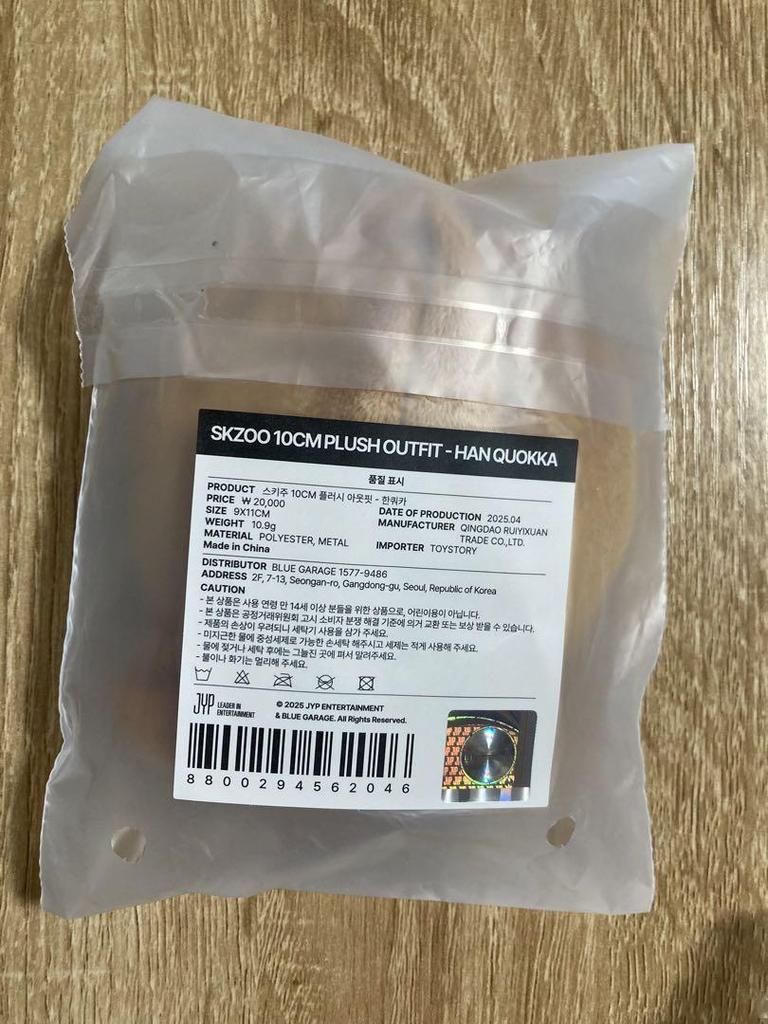 SKZOO 10CM PLUSH OUTFIT - HAN QUOKKA
품질 표시
PRODUCT 스키주 10CM 플러시 아웃핏 - 한쿼카
PRICE ₩ 20,000
SIZE 9X11CM
WEIGHT 10.9g
MATERIAL POLYESTER, METAL
Made in China
DATE OF PRODUCTION 2025.04
MANUFACTURER QINGDAO RUIYIXUAN
TRADE CO.,LTD.
IMPORTER TOYSTORY
DISTRIBUTOR BLUE GARAGE 1577-9486
ADDRESS 2F, 7-13, Seongan-ro, Gangdong-gu, Seoul, Republic of Korea
CAUTION
- 본 상품은 사용 연령 만 14세 이상 분들을 위한 상품으로, 어린이용이 아닙니다.
- 본 상품은 공정거래위원회 고시 소비자 분쟁 해결 기준에 의거 교환 또는 보상 받을 수 있습니다.
- 제품의 손상이 우려되니 세탁기 사용을 삼가 주세요.
- 미지근한 물에 중성세제로 가능한 손세탁 해주시고 세제는 적게 사용해 주세요.
- 물에 젖거나 세탁 후에는 그늘진 곳에 펴서 말려주세요.
- 불이나 화기는 멀리해 주세요.
JYP LEADER IN
ENTERTAINMENT
© 2025 JYP ENTERTAINMENT
& BLUE GARAGE. All Rights Reserved.
8800294562046